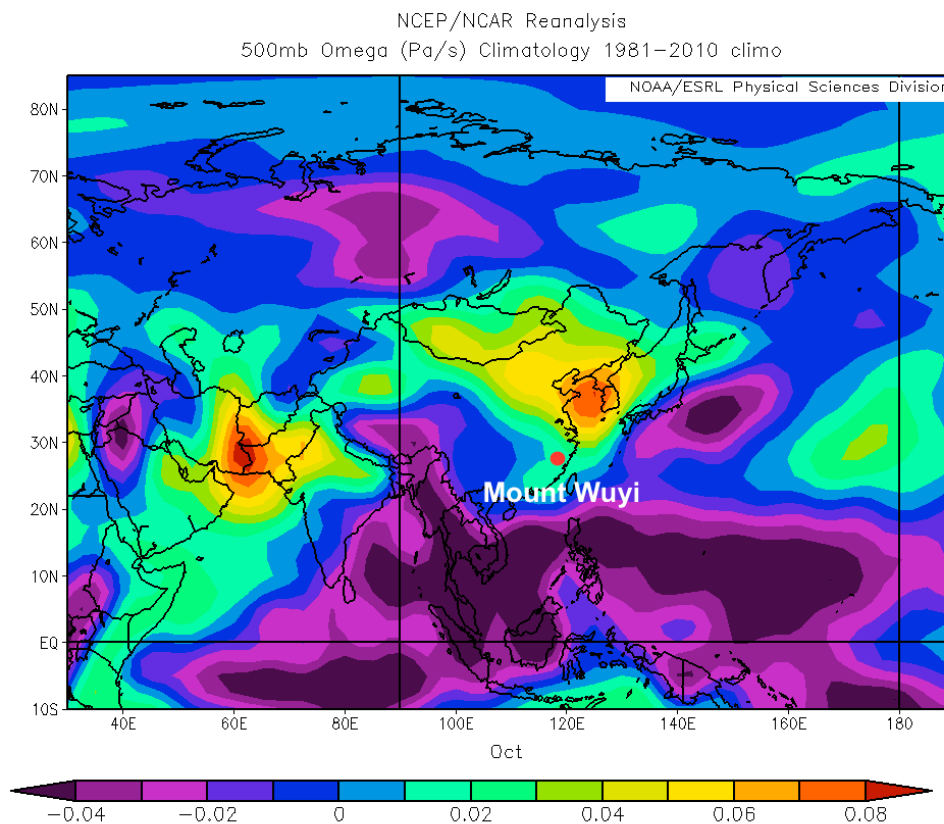 NCEP/NCAR Reanalysis
500mb Omega (Pa/s) Climatology 1981-2010 climo
NOAA/ESRL Physical Sciences Division
80N
70N
60N
50N
40N
30N
20N
10N
EQ
10S
Mount Wuyi
40E 60E 80E 100E 120E 140E 160E 180
Oct
-0.04 -0.02 0 0.02 0.04 0.06 0.08